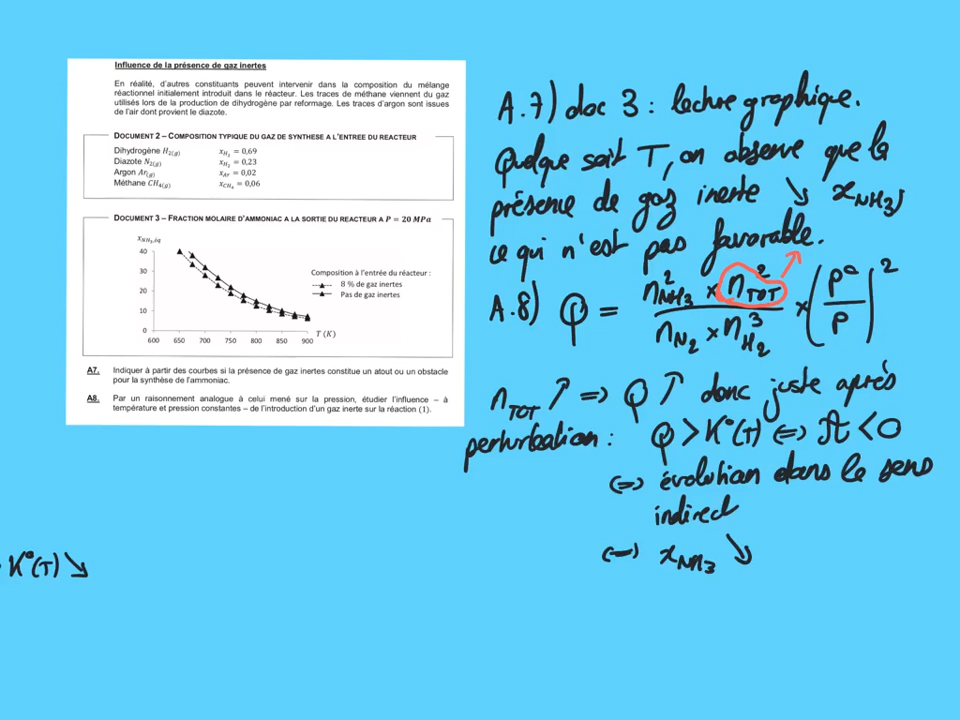 Influence de la présence de gaz inertes
En réalité, d'autres constituants peuvent intervenir dans la composition du mélange
réactionnel initialement introduit dans le réacteur. Les traces de méthane viennent du gaz
utilisés lors de la production de dihydrogène par reformage. Les traces d'argon sont issues
de l'air dont provient le diazote.
DOCUMENT 2 – COMPOSITION TYPIQUE DU GAZ DE SYNTHESE A L'ENTREE DU REACTEUR
Dihydrogène H2(g) xH2 = 0,69
Diazote N2(g) xN2 = 0,23
Argon Ar(g) xAr = 0,02
Méthane CH4(g) xCH4 = 0,06
DOCUMENT 3 – FRACTION MOLAIRE D'AMMONIAC A LA SORTIE DU REACTEUR A P = 20 MPa
xNH3,éq
40
30
20
10
0
600 650 700 750 800 850 900
T (K)
Composition à l'entrée du réacteur :
8 % de gaz inertes
Pas de gaz inertes
A7. Indiquer à partir des courbes si la présence de gaz inertes constitue un atout ou un obstacle
pour la synthèse de l'ammoniac.
A8. Par un raisonnement analogue à celui mené sur la pression, étudier l'influence – à
température et pression constantes – de l'introduction d'un gaz inerte sur la réaction (1).
A.7) doc 3 : lecture graphique.
Quelque soit T, on observe que la
présence de gaz inerte ↘ xNH3,
ce qui n'est pas favorable.
A.8) Q = (nNH3² × nTOT²) / (nN2 × nH2³) × (P°/P)²
nTOT ↗ => Q ↗ donc juste après
perturbation : Q > K°(T) <=> A < 0
<=> évolution dans le sens
indirect
<=> xNH3 ↘
K°(T) ↘